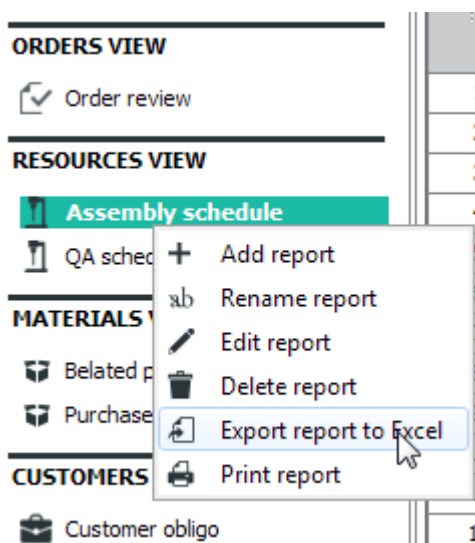 ORDERS VIEW
Order review
RESOURCES VIEW
Assembly schedule
QA sched
Add report
Rename report
MATERIALS
Edit report
Belated p
Delete report
Purchase
Export report to Excel
CUSTOMERS
Print report
Customer obligo